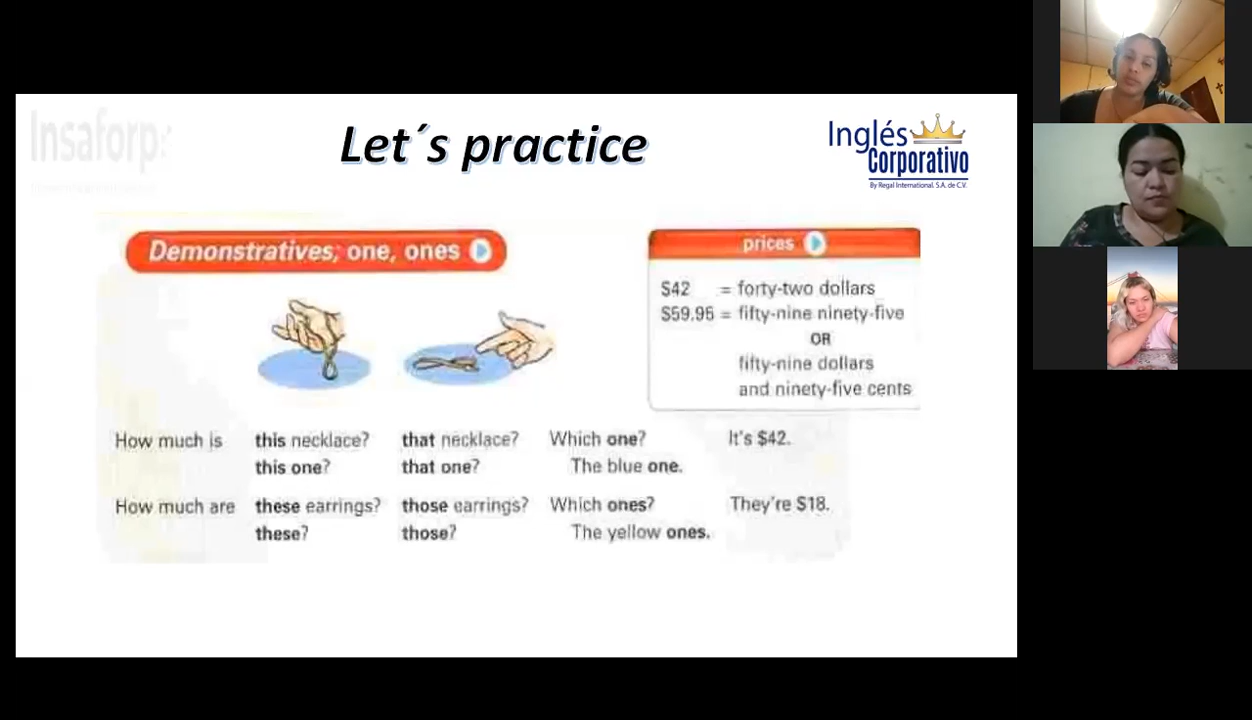 Insaforp
Let´s practice
Inglés
Corporativo
By Regal International. S.A. de C.V.
Demonstratives; one, ones
prices
$42 = forty-two dollars
$59.95 = fifty-nine ninety-five
OR
fifty-nine dollars
and ninety-five cents
How much is this necklace? that necklace? Which one? It's $42.
this one? that one? The blue one.
How much are these earrings? those earrings? Which ones? They're $18.
these? those? The yellow ones.